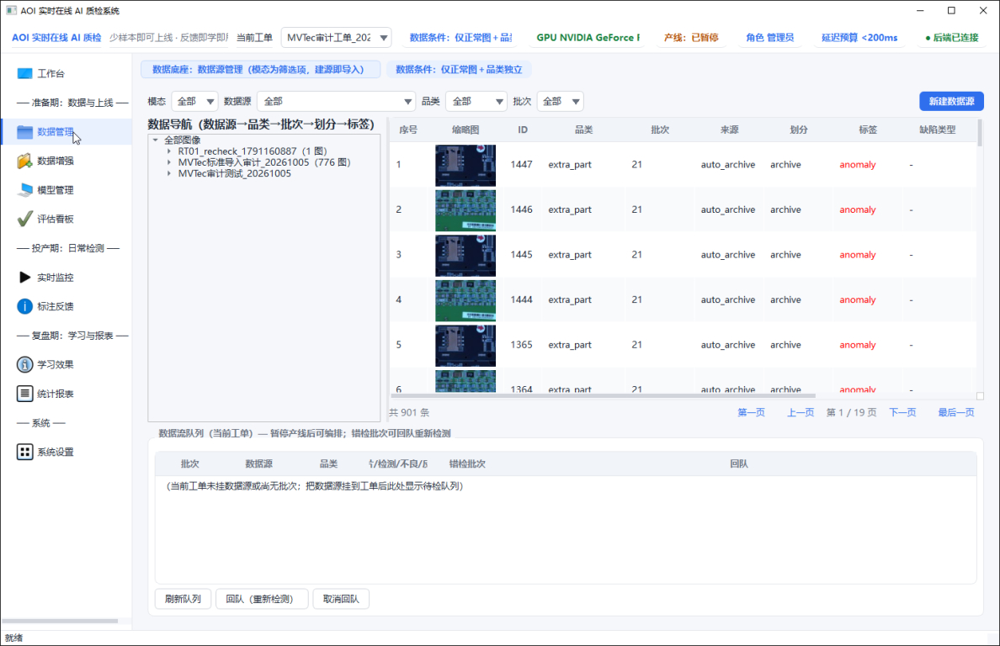 AOI 实时在线 AI 质检系统
AOI 实时在线 AI 质检 少样本即可上线 · 反馈即学即用 当前工单 MVTec审计工单_202 数据条件：仅正常图 + 品类 GPU NVIDIA GeForce 产线：已暂停 角色 管理员 延迟预算 <200ms ● 后端已连接
工作台
— 准备期：数据与上线 —
数据管理
数据增强
模型管理
评估看板
— 投产期：日常检测 —
实时监控
标注反馈
— 复盘期：学习与报表 —
学习效果
统计报表
— 系统 —
系统设置
数据底座：数据源管理（模态为筛选项，建源即导入） 数据条件：仅正常图 + 品类独立
模态 全部 数据源 全部 品类 全部 批次 全部 新建数据源
数据导航（数据源→品类→批次→划分→标签）
全部图像
RT01_recheck_1791160887（1 图）
MVTec标准导入审计_20261005（776 图）
MVTec审计测试_20261005
序号 缩略图 ID 品类 批次 来源 划分 标签 缺陷类型
1 1447 extra_part 21 auto_archive archive anomaly -
2 1446 extra_part 21 auto_archive archive anomaly -
3 1445 extra_part 21 auto_archive archive anomaly -
4 1444 extra_part 21 auto_archive archive anomaly -
5 1365 extra_part 21 auto_archive archive anomaly -
6 1364 extra_part 21 auto_archive archive anomaly
共 901 条 第一页 上一页 第 1 / 19 页 下一页 最后一页
数据流队列（当前工单）— 暂停产线后可编排；错检批次可回队重新检测
批次 数据源 品类 /检测/不良/ 错检批次 回队
（当前工单未挂数据源或尚无批次；把数据源挂到工单后此处显示待检队列）
刷新队列 回队（重新检测） 取消回队
就绪